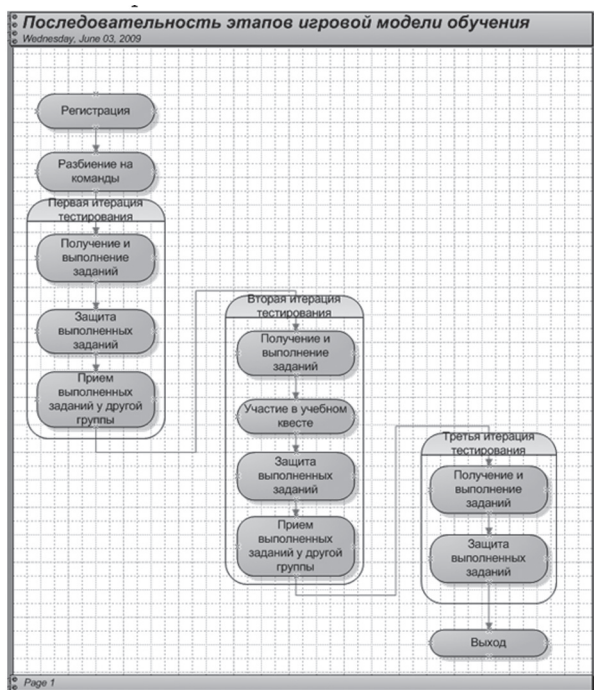 Последовательность этапов игровой модели обучения
Wednesday, June 03, 2009
Регистрация
Разбиение на
команды
Первая итерация
тестирования
Получение и
выполнение
заданий
Защита
выполненных
заданий
Прием
выполненных
заданий у другой
группы
Вторая итерация
тестирования
Получение и
выполнение
заданий
Участие в учебном
квесте
Защита
выполненных
заданий
Прием
выполненных
заданий у другой
группы
Третья итерация
тестирования
Получение и
выполнение
заданий
Защита
выполненных
заданий
Выход
Page 1